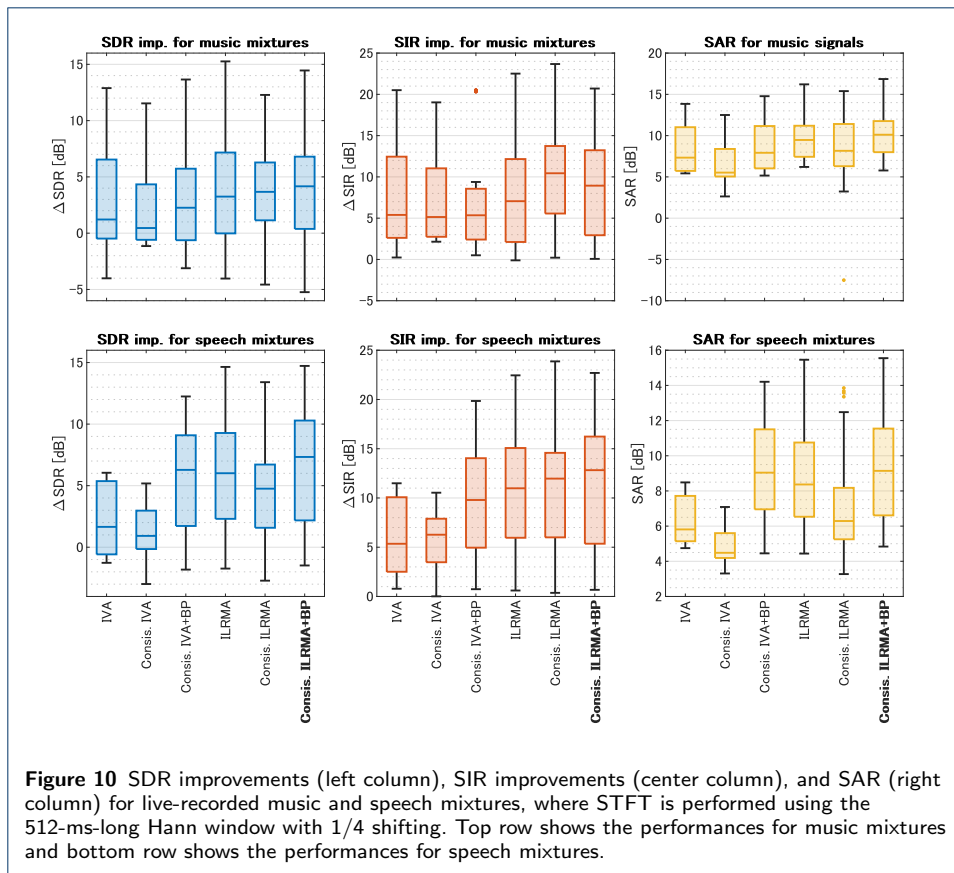 SDR imp. for music mixtures
SIR imp. for music mixtures
SAR for music signals
Δ SDR [dB]
15
10
5
0
−5
Δ SIR [dB]
25
20
15
10
5
0
−5
SAR [dB]
20
15
10
5
0
−5
−10
SDR imp. for speech mixtures
SIR imp. for speech mixtures
SAR for speech mixtures
Δ SDR [dB]
15
10
5
0
Δ SIR [dB]
25
20
15
10
5
0
SAR [dB]
16
14
12
10
8
6
4
2
IVA
Consis. IVA
Consis. IVA+BP
ILRMA
Consis. ILRMA
Consis. ILRMA+BP
IVA
Consis. IVA
Consis. IVA+BP
ILRMA
Consis. ILRMA
Consis. ILRMA+BP
IVA
Consis. IVA
Consis. IVA+BP
ILRMA
Consis. ILRMA
Consis. ILRMA+BP
Figure 10 SDR improvements (left column), SIR improvements (center column), and SAR (right
column) for live-recorded music and speech mixtures, where STFT is performed using the
512-ms-long Hann window with 1/4 shifting. Top row shows the performances for music mixtures
and bottom row shows the performances for speech mixtures.